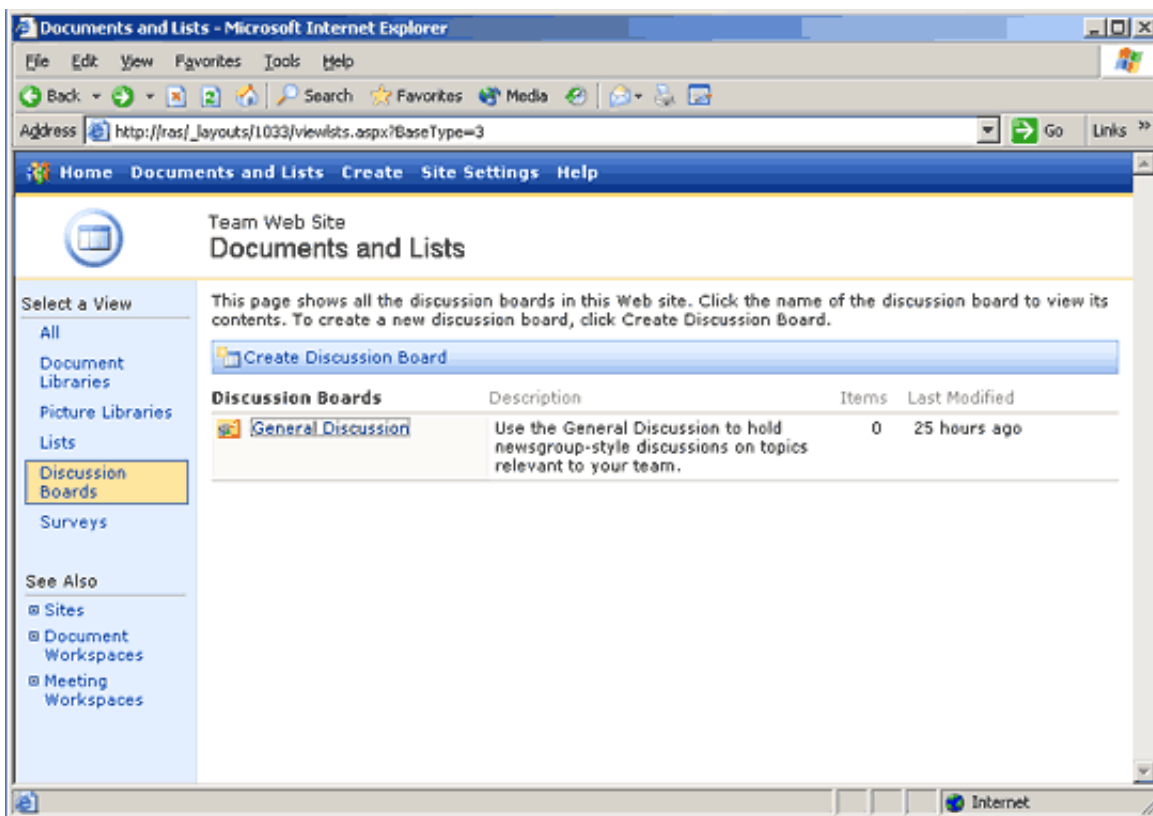 Documents and Lists - Microsoft Internet Explorer
File Edit View Favorites Tools Help
Back Search Favorites Media
Address http://ras/_layouts/1033/viewlsts.aspx?BaseType=3 Go Links »
Home Documents and Lists Create Site Settings Help
Team Web Site
Documents and Lists
Select a View
All
Document
Libraries
Picture Libraries
Lists
Discussion
Boards
Surveys
See Also
Sites
Document
Workspaces
Meeting
Workspaces
This page shows all the discussion boards in this Web site. Click the name of the discussion board to view its
contents. To create a new discussion board, click Create Discussion Board.
Create Discussion Board
Discussion Boards Description Items Last Modified
General Discussion Use the General Discussion to hold 0 25 hours ago
newsgroup-style discussions on topics
relevant to your team.
Internet